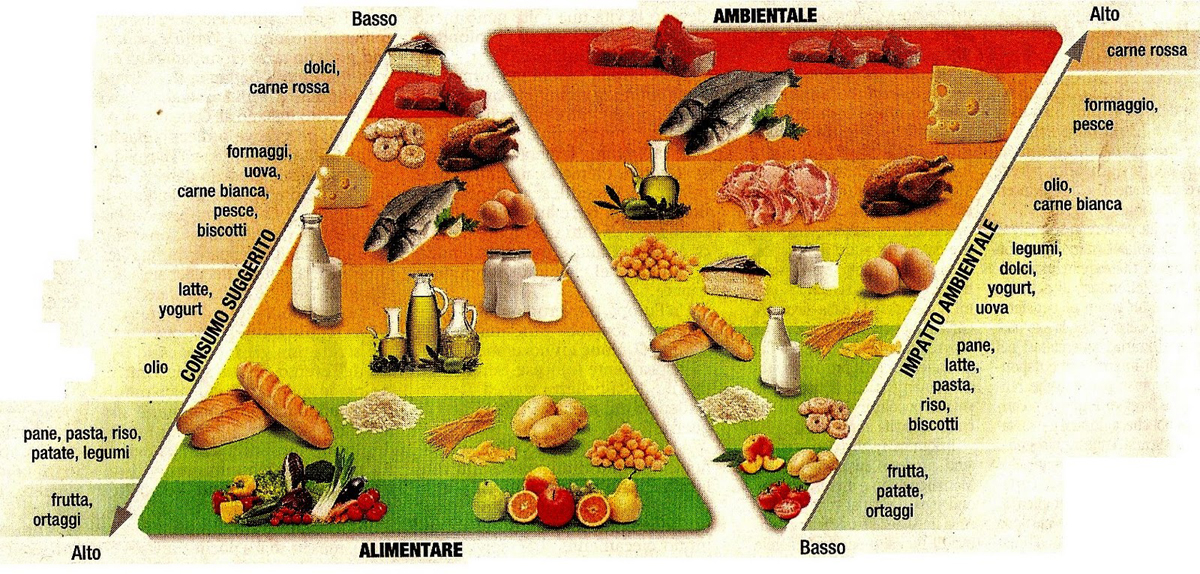 Basso
dolci,
carne rossa
formaggi,
uova,
carne bianca,
pesce,
biscotti
latte,
yogurt
olio
pane, pasta, riso,
patate, legumi
frutta,
ortaggi
Alto
CONSUMO SUGGERITO
ALIMENTARE
AMBIENTALE
Alto
carne rossa
formaggio,
pesce
olio,
carne bianca
legumi,
dolci,
yogurt,
uova
pane,
latte,
pasta,
riso,
biscotti
frutta,
patate,
ortaggi
Basso
IMPATTO AMBIENTALE